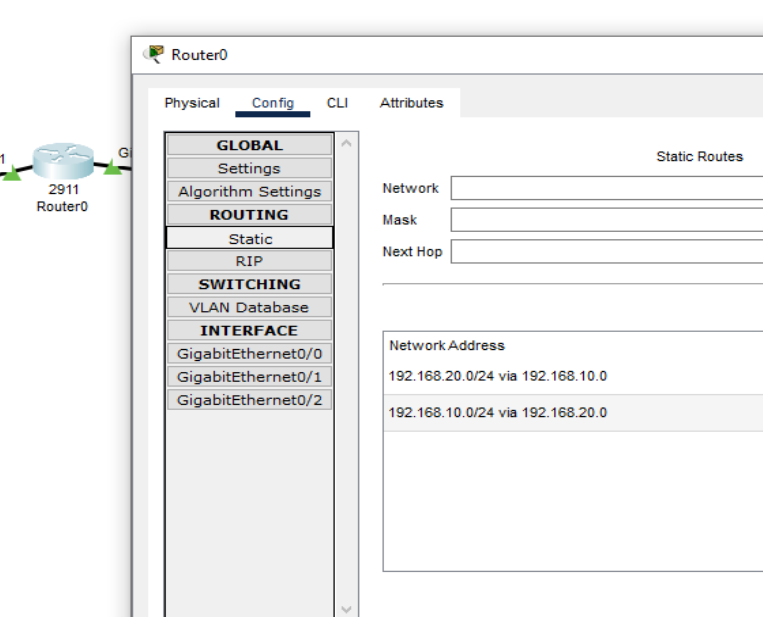 Router0
Physical Config CLI Attributes
GLOBAL
Settings
Algorithm Settings
ROUTING
Static
RIP
SWITCHING
VLAN Database
INTERFACE
GigabitEthernet0/0
GigabitEthernet0/1
GigabitEthernet0/2
Static Routes
Network
Mask
Next Hop
Network Address
192.168.20.0/24 via 192.168.10.0
192.168.10.0/24 via 192.168.20.0
1
Gi
2911
Router0